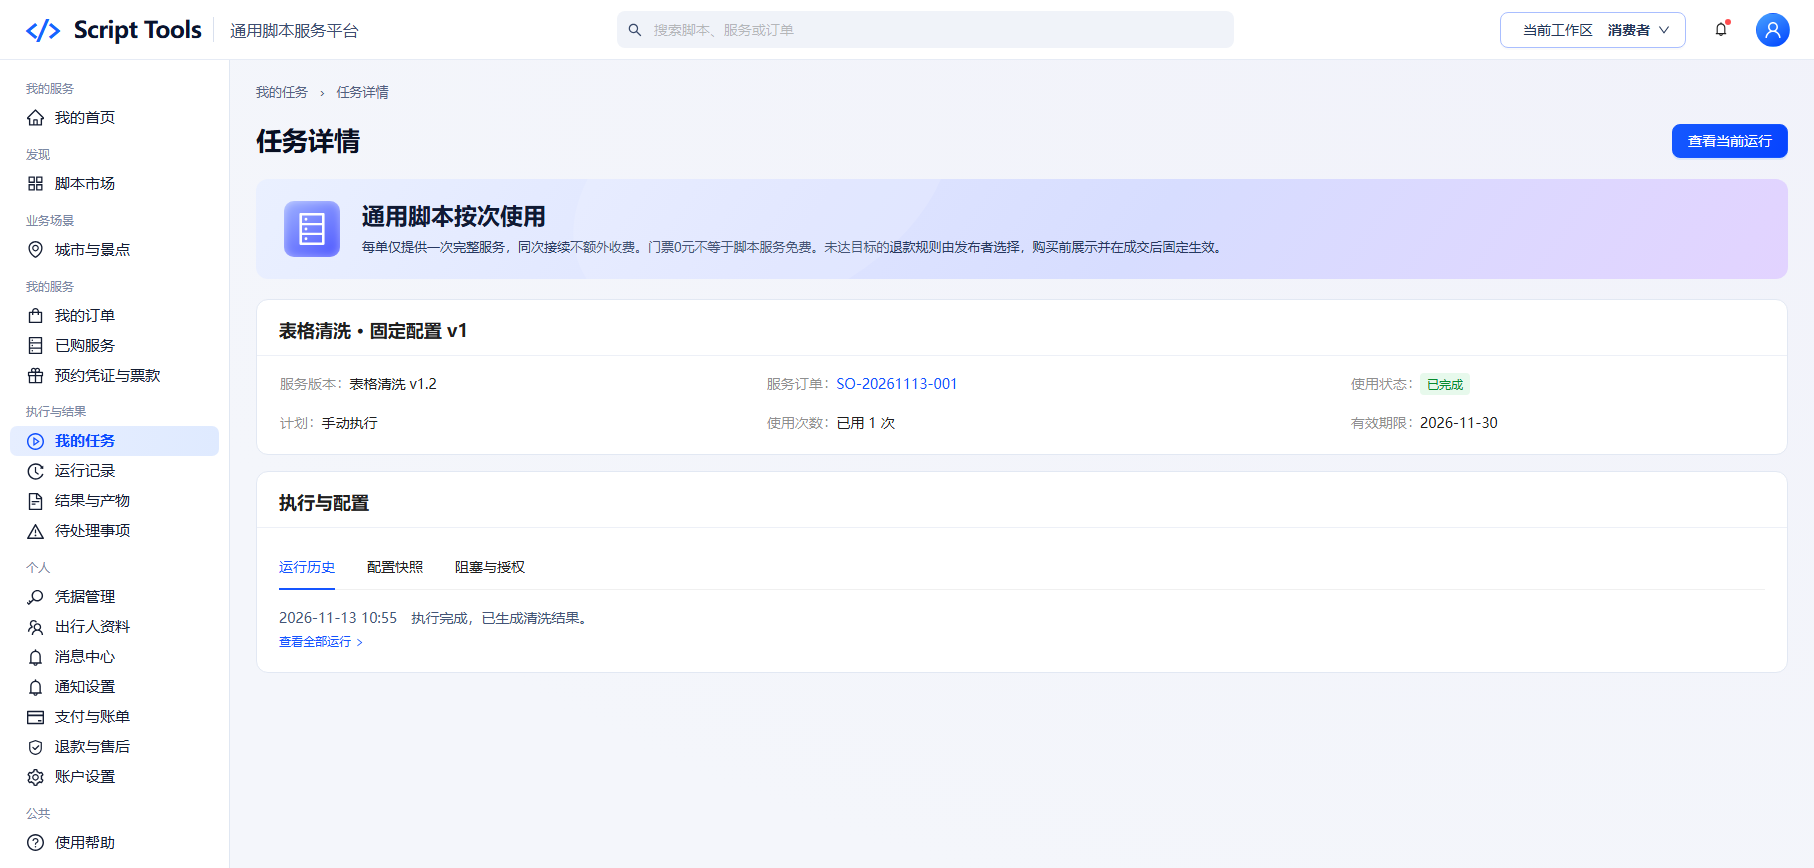 Script Tools 通用脚本服务平台 搜索脚本、服务或订单 当前工作区 消费者
我的服务
我的首页
发现
脚本市场
业务场景
城市与景点
我的服务
我的订单
已购服务
预约凭证与票款
执行与结果
我的任务
运行记录
结果与产物
待处理事项
个人
凭据管理
出行人资料
消息中心
通知设置
支付与账单
退款与售后
账户设置
公共
使用帮助
我的任务 › 任务详情
任务详情 查看当前运行
通用脚本按次使用
每单仅提供一次完整服务，同次接续不额外收费。门票0元不等于脚本服务免费。未达目标的退款规则由发布者选择，购买前展示并在成交后固定生效。
表格清洗 • 固定配置 v1
服务版本：表格清洗 v1.2 服务订单：SO-20261113-001 使用状态：已完成
计划：手动执行 使用次数：已用 1 次 有效期限：2026-11-30
执行与配置
运行历史 配置快照 阻塞与授权
2026-11-13 10:55 执行完成，已生成清洗结果。
查看全部运行 >